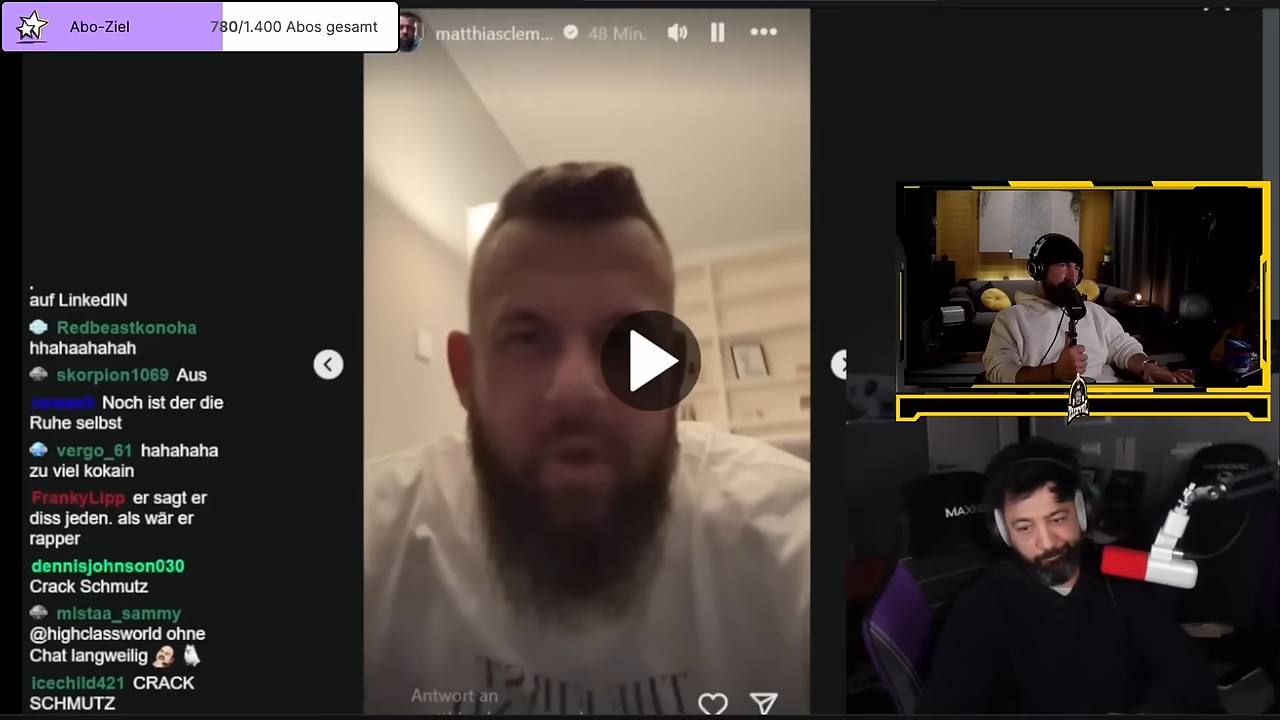 Abo-Ziel
780/1.400 Abos gesamt
matthiasclem...
48 Min.
auf LinkedIN
Redbeastkonoha
hhahaahahah
skorpion1069 Aus
Noch ist der die
Ruhe selbst
vergo_61 hahahaha
zu viel kokain
FrankyLipp er sagt er
diss jeden. als wär er
rapper
dennisjohnson030
Crack Schmutz
mistaa_sammy
@highclassworld ohne
Chat langweilig
icechild421 CRACK
SCHMUTZ
Antwort an